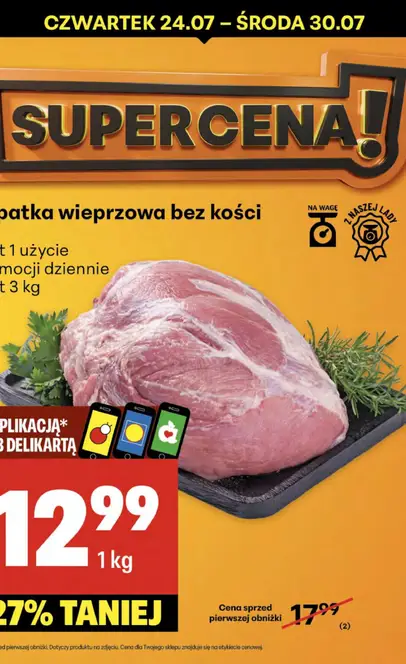 CZWARTEK 24.07 – ŚRODA 30.07
SUPERCENA!
patka wieprzowa bez kości
NA WAGĘ
Z NASZEJ LADY
t 1 użycie
mocji dziennie
t 3 kg
PLIKACJĄ*
B DELIKARTĄ
12.99
1 kg
27% TANIEJ
Cena sprzed
pierwszej obniżki
17.99
(2)
ed pierwszej obniżki. Dotyczy produktu na zdjęciu. Cena dla Twojego sklepu znajduje się na etykiecie cenowej.